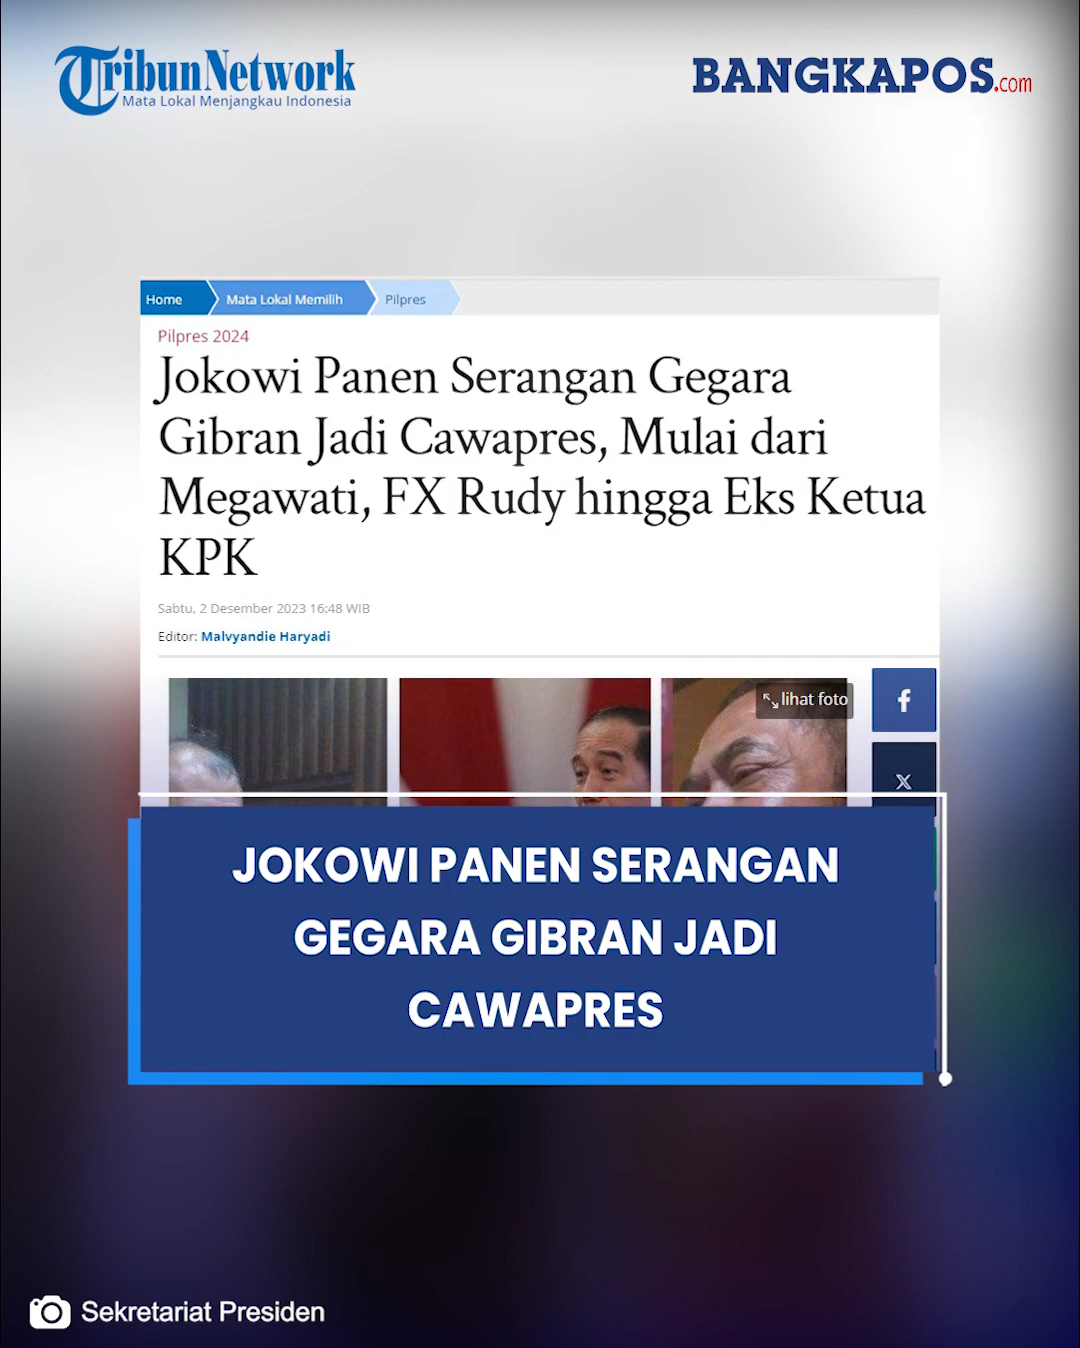 TribunNetwork
Mata Lokal Menjangkau Indonesia
BANGKAPOS.com
Home
Mata Lokal Memilih
Pilpres
Pilpres 2024
Jokowi Panen Serangan Gegara
Gibran Jadi Cawapres, Mulai dari
Megawati, FX Rudy hingga Eks Ketua
KPK
Sabtu, 2 Desember 2023 16:48 WIB
Editor: Malvyandie Haryadi
lihat foto
JOKOWI PANEN SERANGAN
GEGARA GIBRAN JADI
CAWAPRES
Sekretariat Presiden